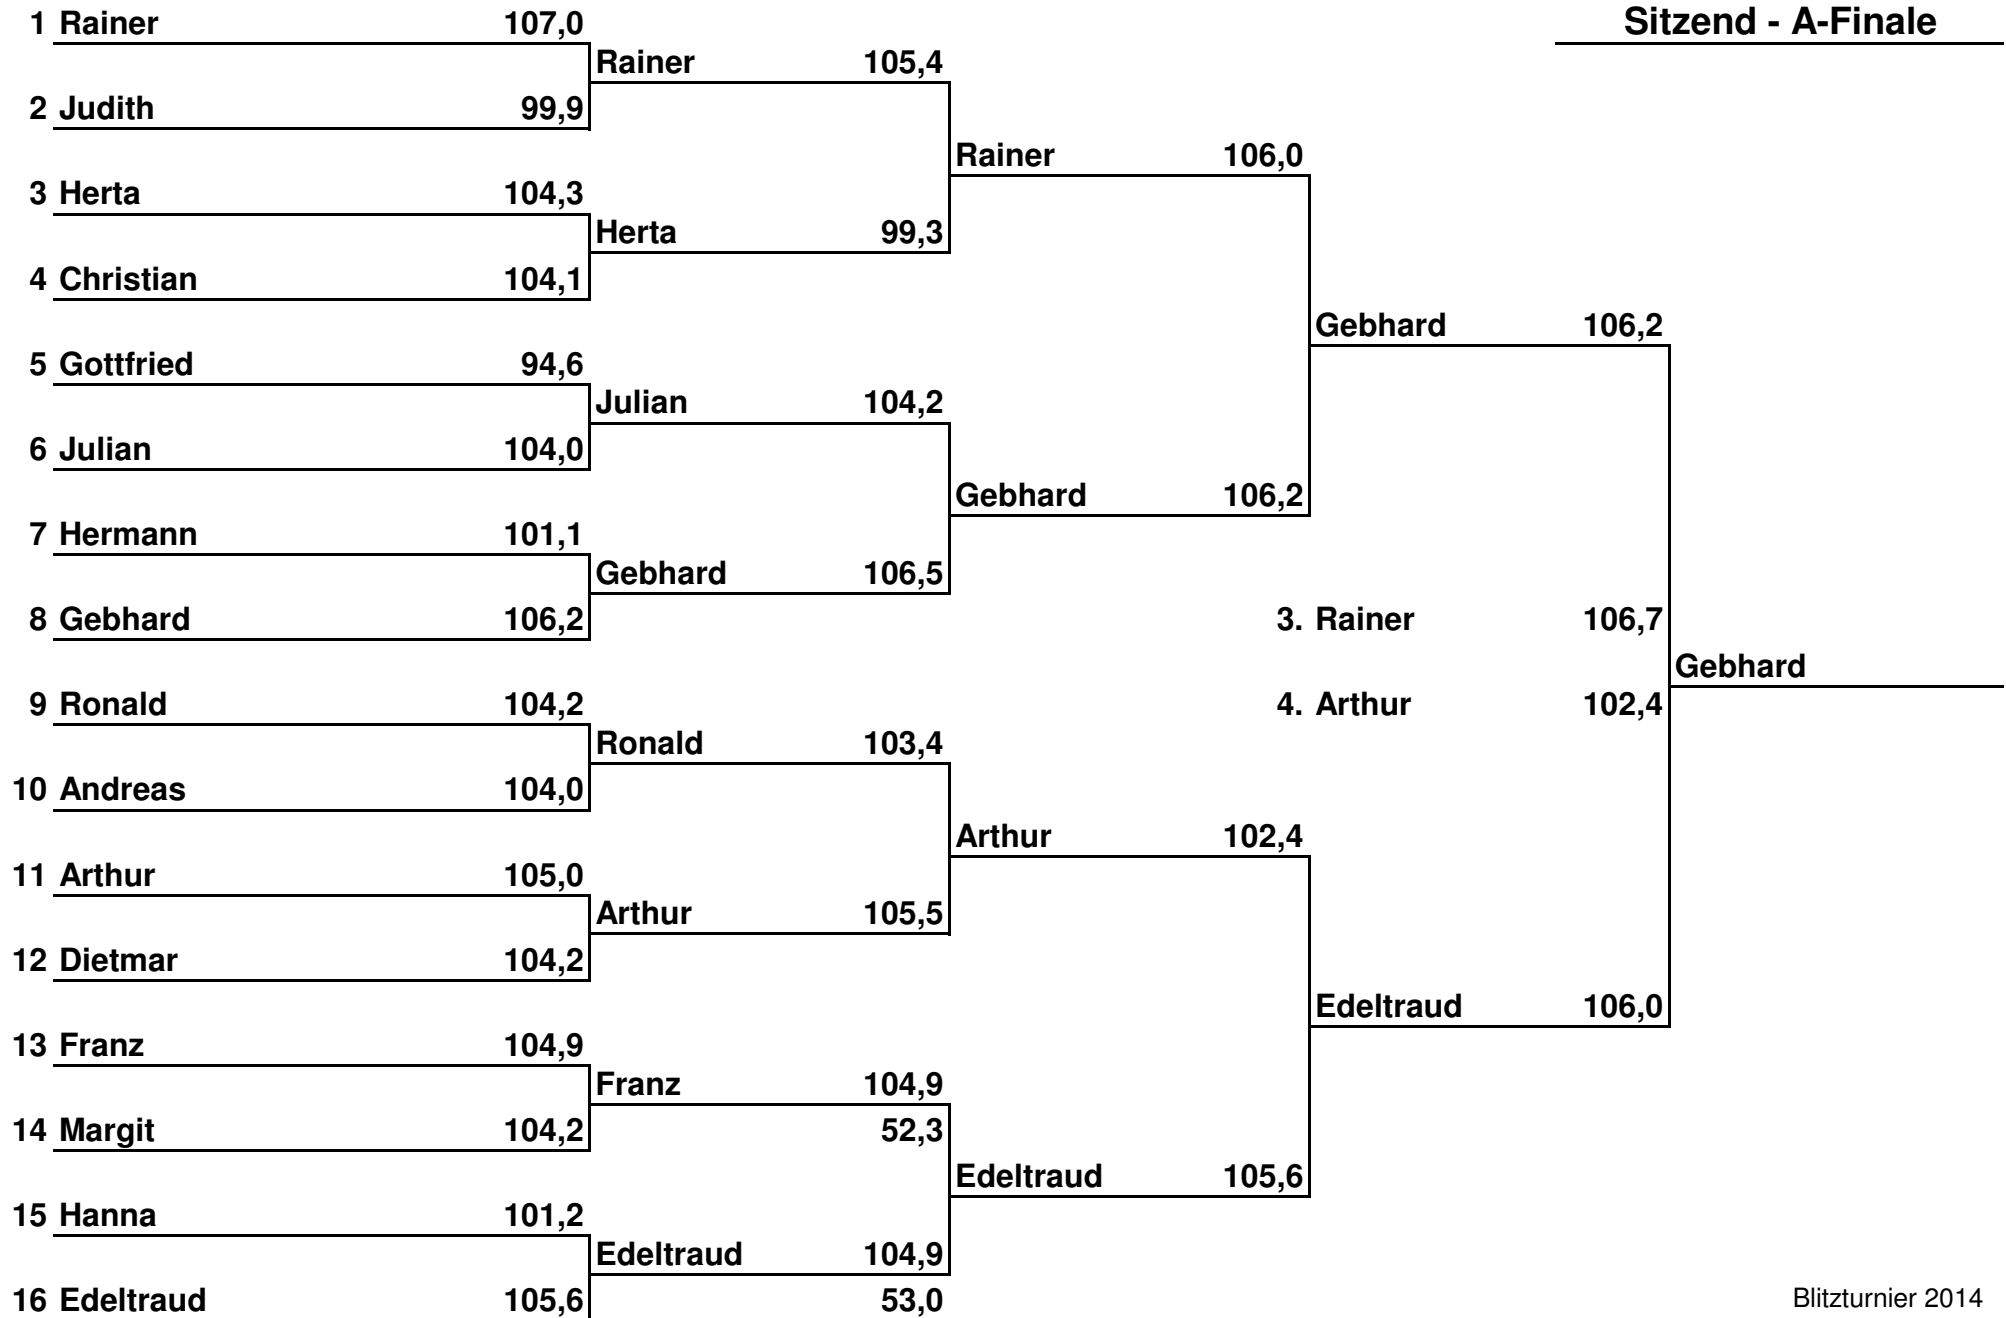 Sitzend - A-Finale
1 Rainer 107,0
Rainer 105,4
2 Judith 99,9
Rainer 106,0
3 Herta 104,3
Herta 99,3
4 Christian 104,1
Gebhard 106,2
5 Gottfried 94,6
Julian 104,2
6 Julian 104,0
Gebhard 106,2
7 Hermann 101,1
Gebhard 106,5
8 Gebhard 106,2
3. Rainer 106,7
Gebhard
9 Ronald 104,2
4. Arthur 102,4
Ronald 103,4
10 Andreas 104,0
Arthur 102,4
11 Arthur 105,0
Arthur 105,5
12 Dietmar 104,2
Edeltraud 106,0
13 Franz 104,9
Franz 104,9
14 Margit 104,2
52,3
Edeltraud 105,6
15 Hanna 101,2
Edeltraud 104,9
16 Edeltraud 105,6
53,0
Blitzturnier 2014